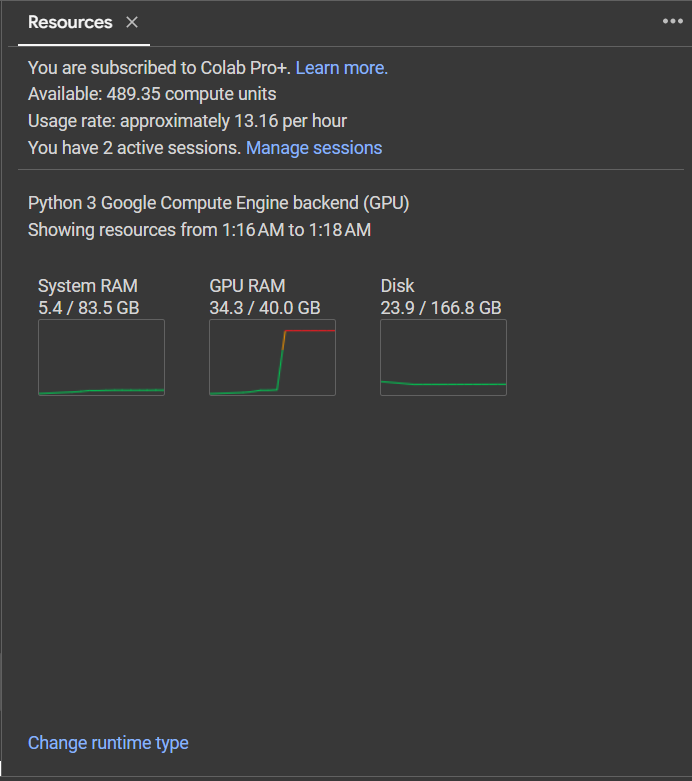 Resources
You are subscribed to Colab Pro+. Learn more.
Available: 489.35 compute units
Usage rate: approximately 13.16 per hour
You have 2 active sessions. Manage sessions
Python 3 Google Compute Engine backend (GPU)
Showing resources from 1:16 AM to 1:18 AM
System RAM
5.4 / 83.5 GB
GPU RAM
34.3 / 40.0 GB
Disk
23.9 / 166.8 GB
Change runtime type